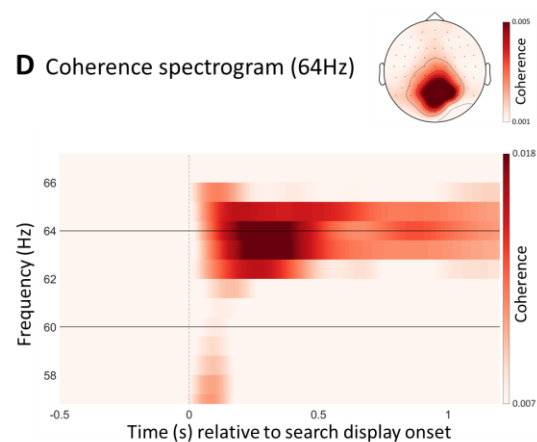 D Coherence spectrogram (64Hz)
0.005
Coherence
0.001
0.018
Coherence
0.007
Frequency (Hz)
66
64
62
60
58
-0.5 0 0.5 1
Time (s) relative to search display onset